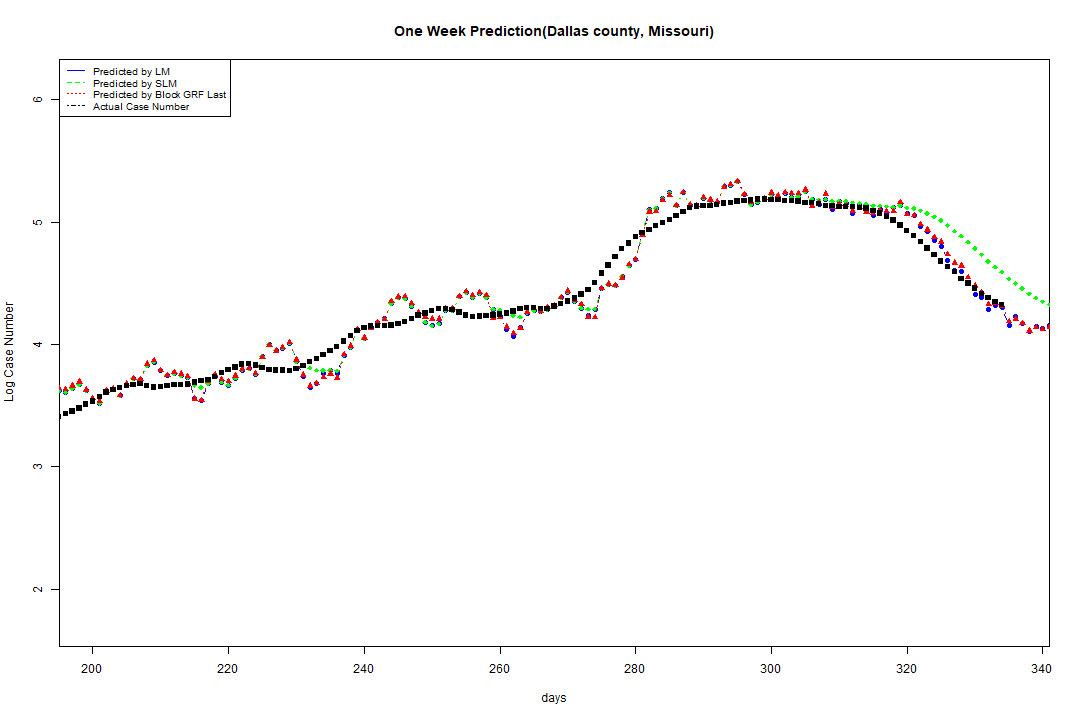 One Week Prediction(Dallas county, Missouri)
Predicted by LM
Predicted by SLM
Predicted by Block GRF Last
Actual Case Number
6
5
4
3
2
Log Case Number
200 220 240 260 280 300 320 340
days